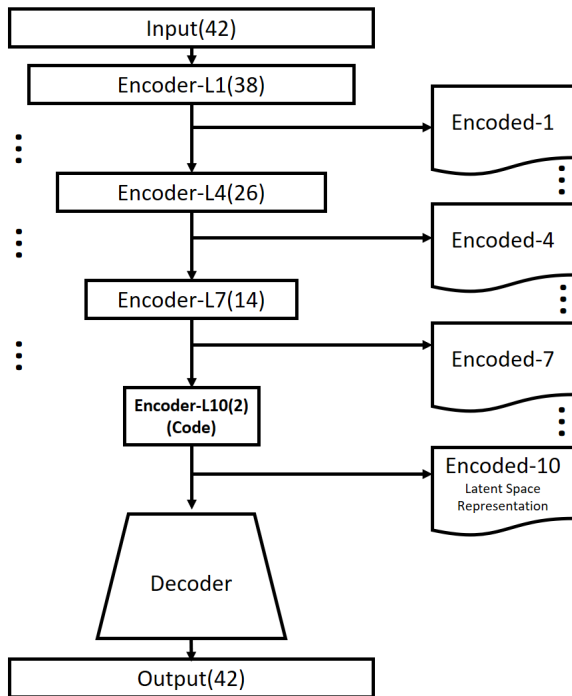 Input(42)
Encoder-L1(38)
Encoded-1
Encoder-L4(26)
Encoded-4
Encoder-L7(14)
Encoded-7
Encoder-L10(2)
(Code)
Encoded-10
Latent Space
Representation
Decoder
Output(42)